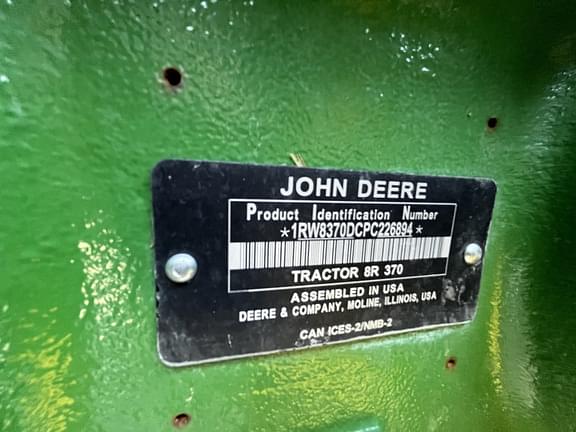 JOHN DEERE
Product Identification Number
*1RW8370DCPC226894*
TRACTOR 8R 370
ASSEMBLED IN USA
DEERE & COMPANY, MOLINE, ILLINOIS, USA
CAN ICES-2/NMB-2